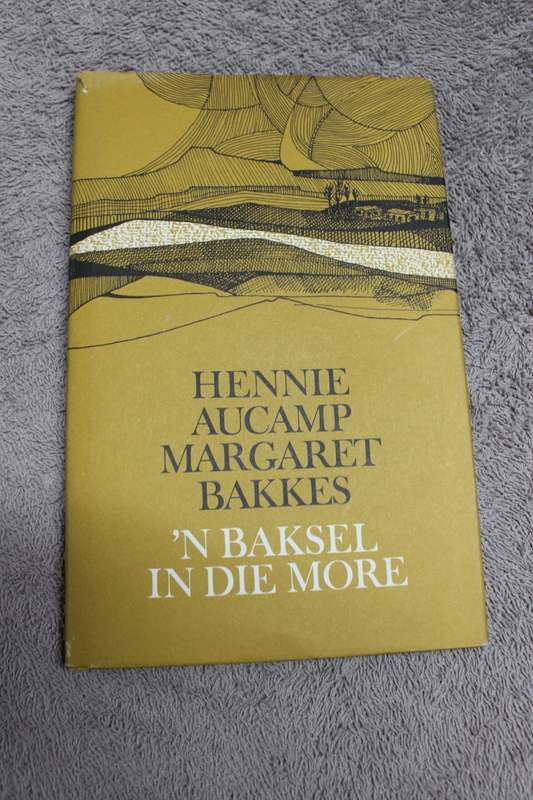 HENNIE
AUCAMP
MARGARET
BAKKES
'N BAKSEL
IN DIE MORE